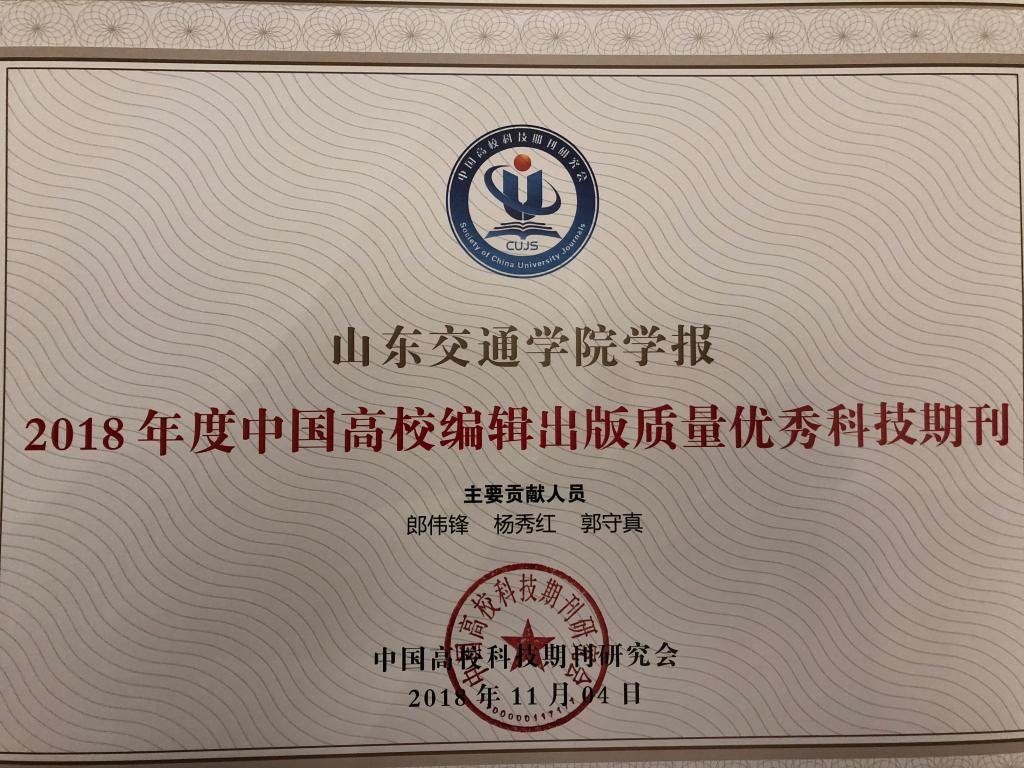 中国高校科技期刊研究会
CUJS
Society of China University Journals
山东交通学院学报
2018 年度中国高校编辑出版质量优秀科技期刊
主要贡献人员
郎伟锋 杨秀红 郭守真
中国高校科技期刊研究会
中国高校科技期刊研究会
2018 年 11 月 04 日